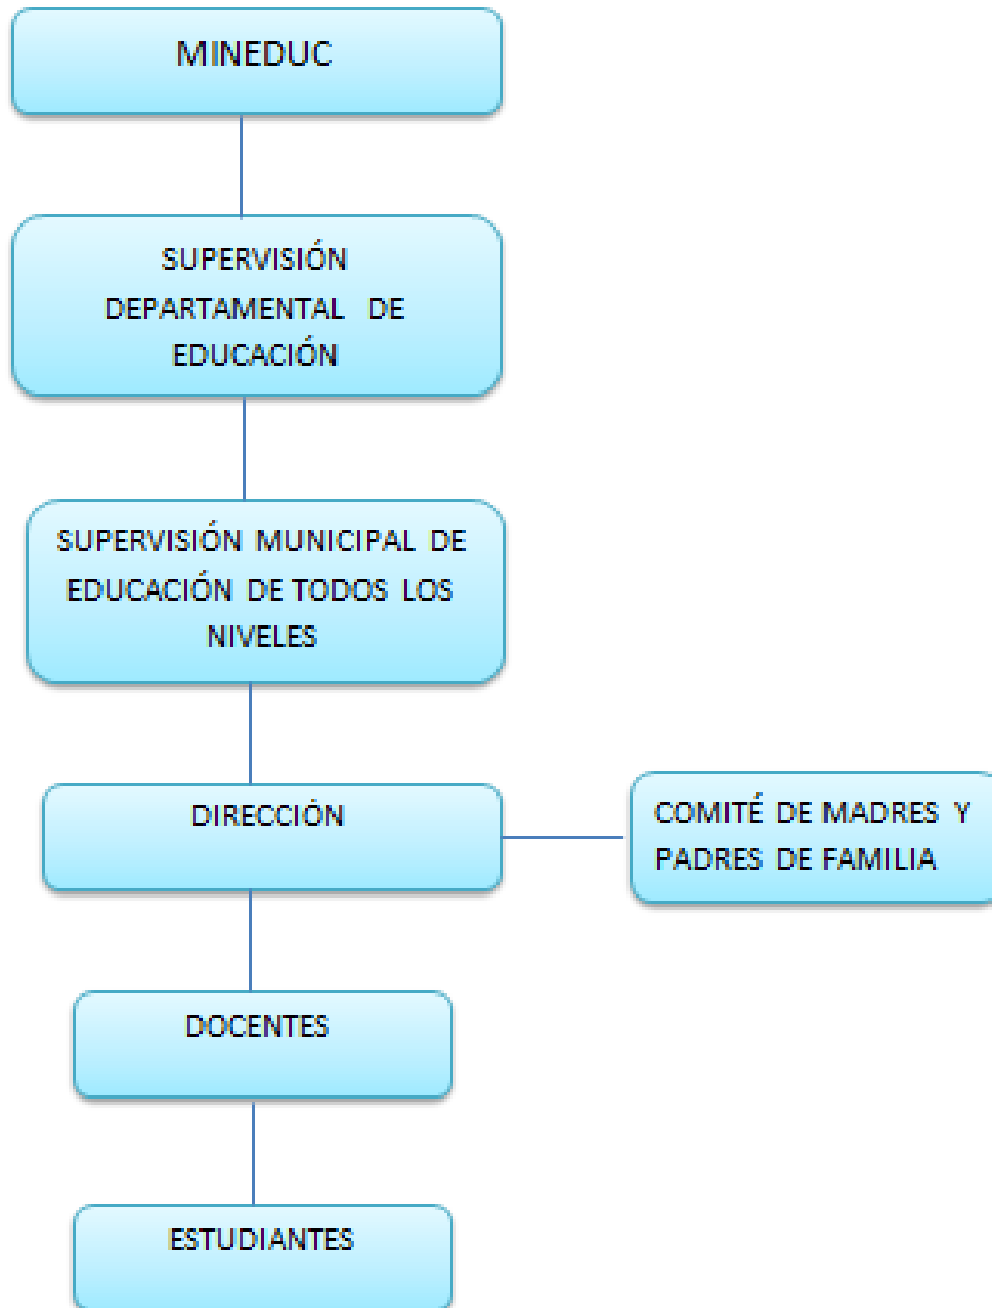 MINEDUC
SUPERVISIÓN
DEPARTAMENTAL DE
EDUCACIÓN
SUPERVISIÓN MUNICIPAL DE
EDUCACIÓN DE TODOS LOS
NIVELES
DIRECCIÓN
COMITÉ DE MADRES Y
PADRES DE FAMILIA
DOCENTES
ESTUDIANTES